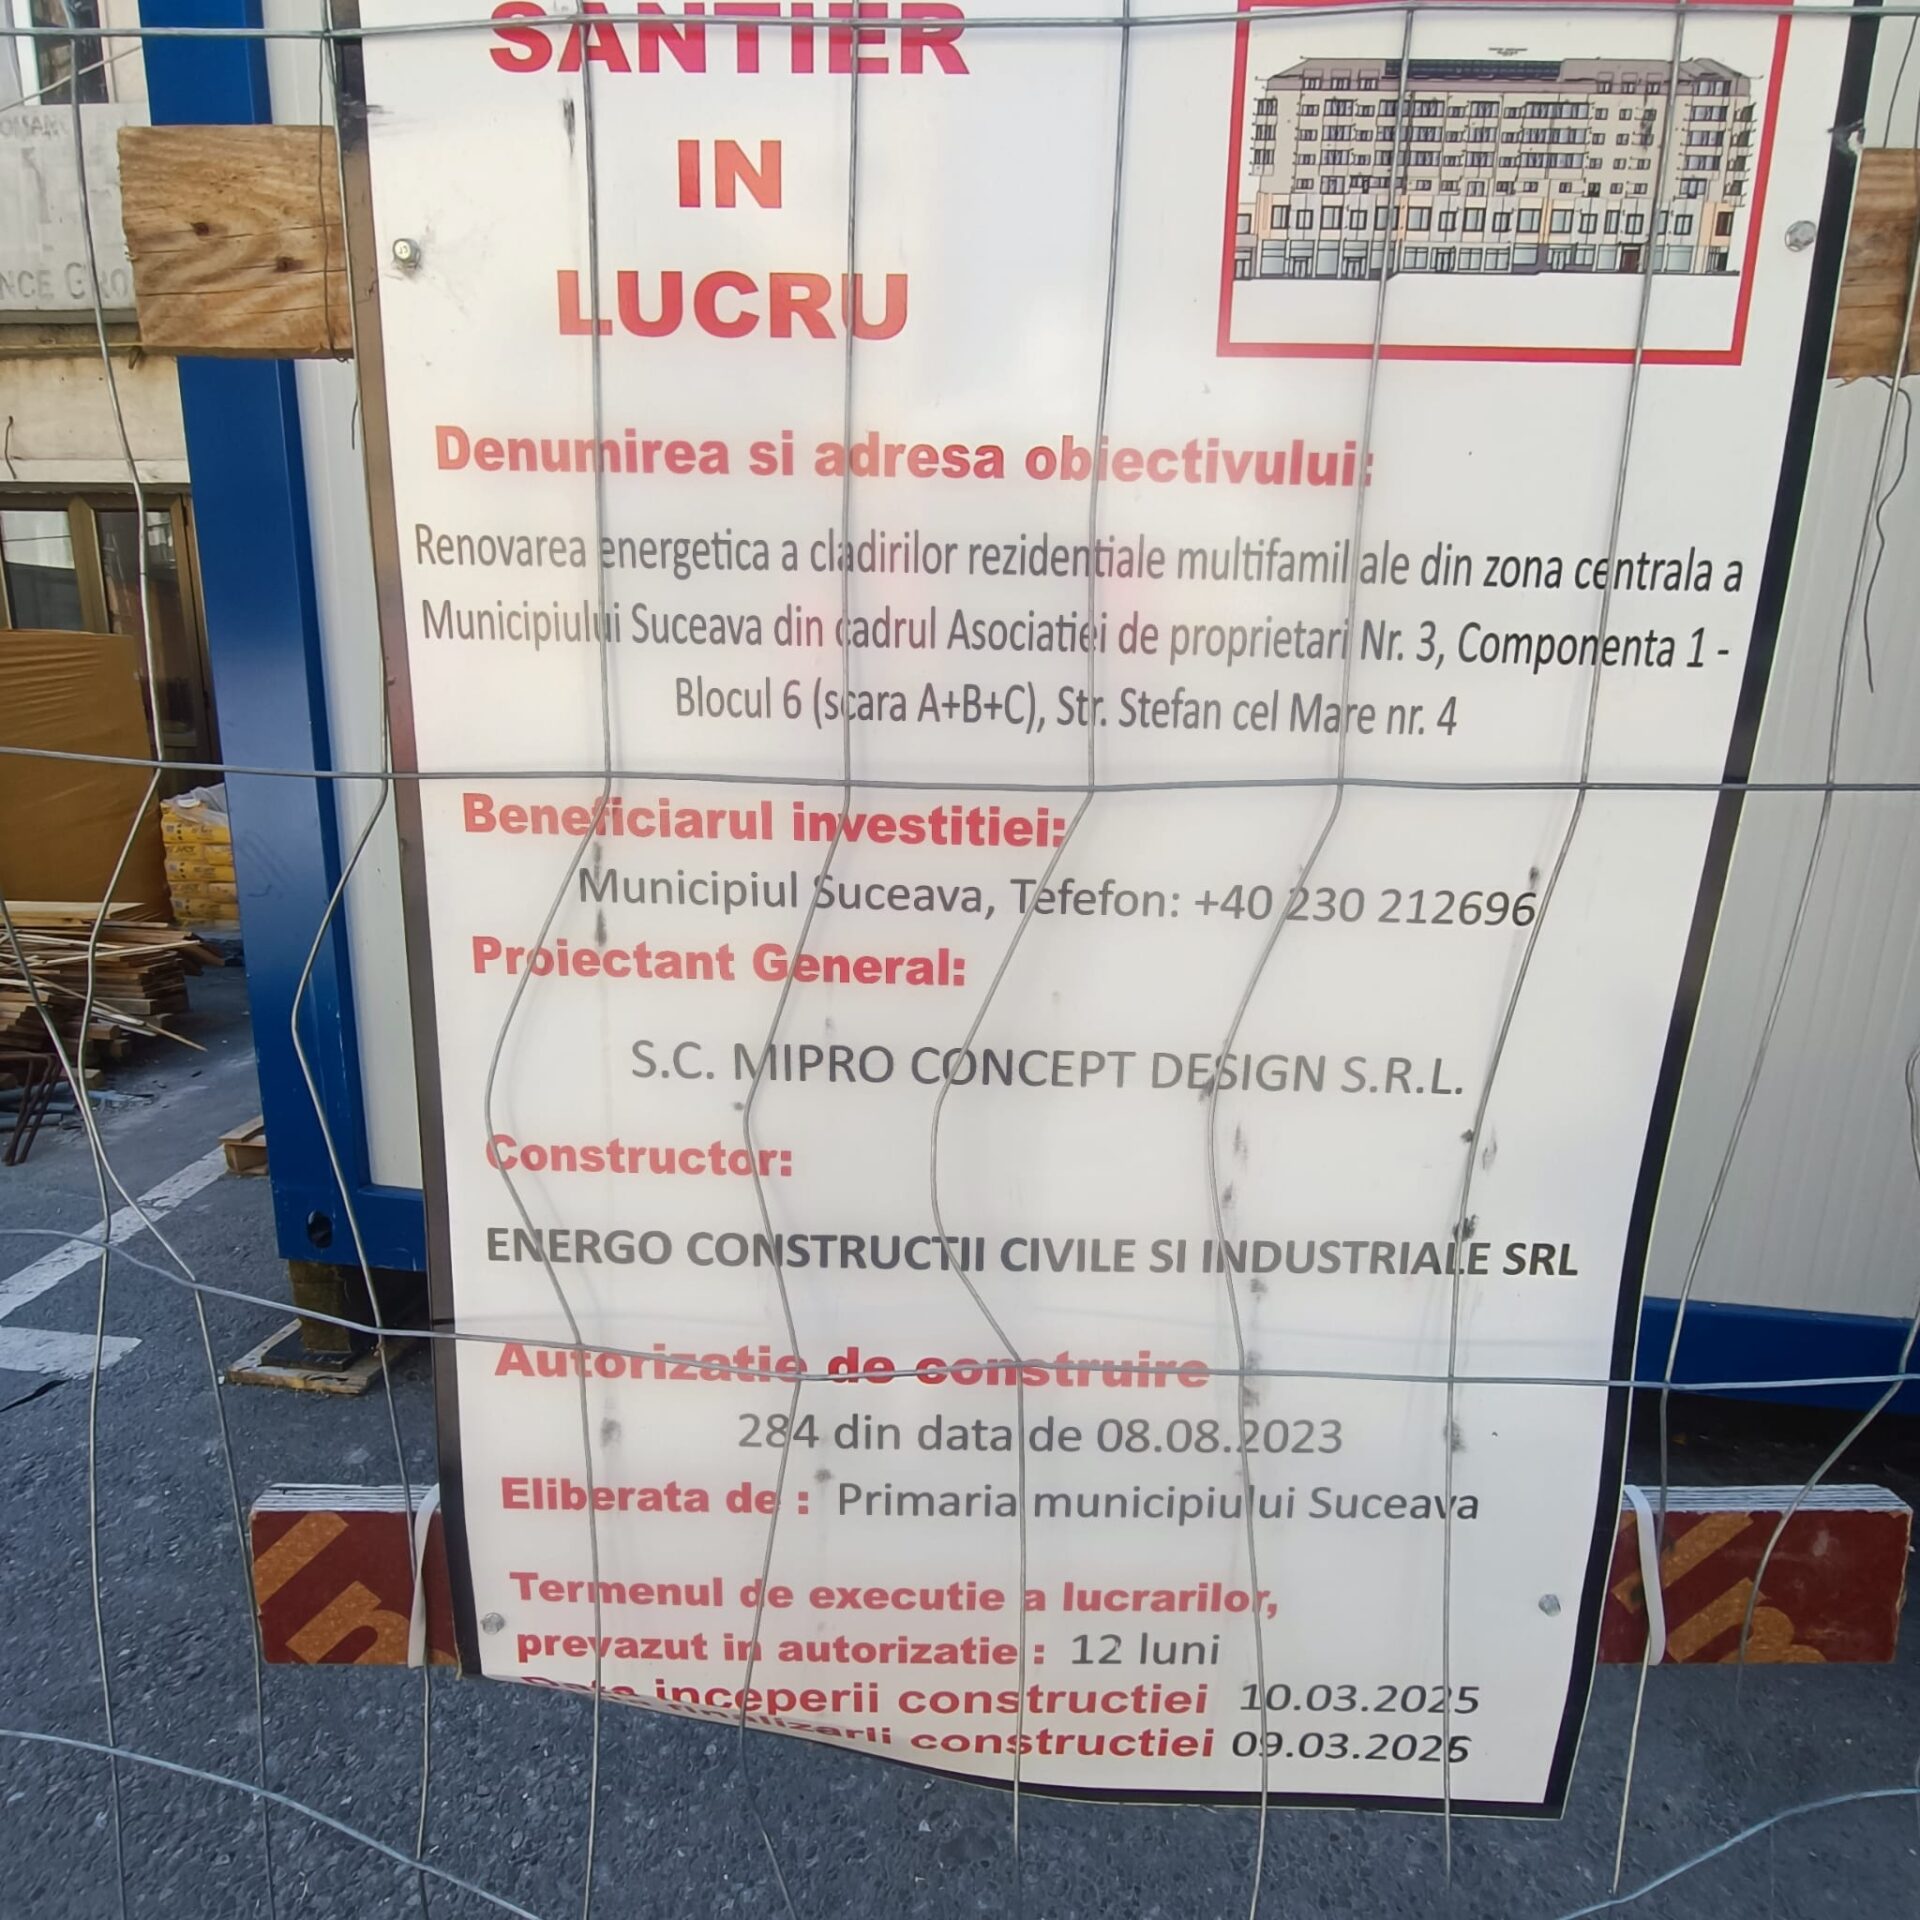 SANTIER
IN
LUCRU
Denumirea si adresa obiectivului:
Renovarea energetica a cladirilor rezidentiale multifamiliale din zona centrala a
Municipiului Suceava din cadrul Asociatiei de proprietari Nr. 3, Componenta 1 -
Blocul 6 (scara A+B+C), Str. Stefan cel Mare nr. 4
Beneficiarul investitiei:
Municipiul Suceava, Tefefon: +40 230 212696
Proiectant General:
S.C. MIPRO CONCEPT DESIGN S.R.L.
Constructor:
ENERGO CONSTRUCTII CIVILE SI INDUSTRIALE SRL
Autorizatie de construire
284 din data de 08.08.2023
Eliberata de : Primaria municipiului Suceava
Termenul de executie a lucrarilor,
prevazut in autorizatie : 12 luni
Data inceperii constructiei 10.03.2025
finalizarii constructiei 09.03.2026